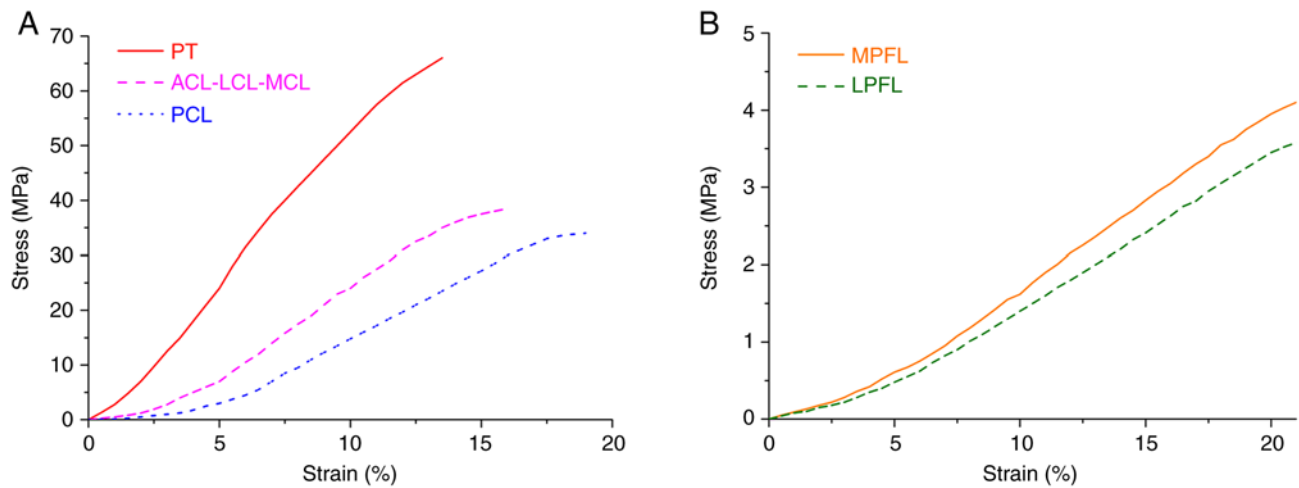 A
70
60
50
40
30
20
10
0
Stress (MPa)
PT
ACL-LCL-MCL
PCL
0 5 10 15 20
Strain (%)
B
5
4
3
2
1
0
Stress (MPa)
MPFL
LPFL
0 5 10 15 20
Strain (%)